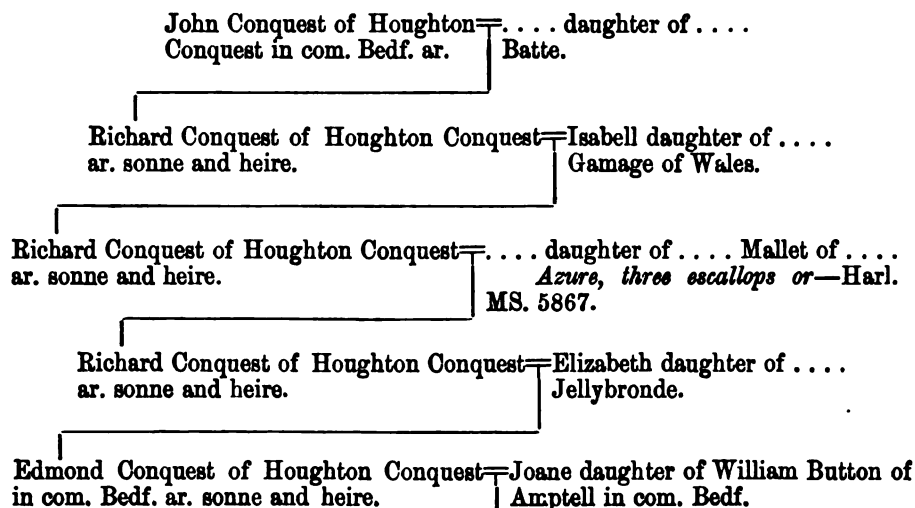 John Conquest of Houghton . . . . daughter of . . . .
Conquest in com. Bedf. ar. Batte.
Richard Conquest of Houghton Conquest Isabell daughter of . . . .
ar. sonne and heire. Gamage of Wales.
Richard Conquest of Houghton Conquest . . . . daughter of . . . . Mallet of . . . .
ar. sonne and heire. Azure, three escallops or—Harl.
MS. 5867.
Richard Conquest of Houghton Conquest Elizabeth daughter of . . . .
ar. sonne and heire. Jellybronde.
Edmond Conquest of Houghton Conquest Joane daughter of William Button of
in com. Bedf. ar. sonne and heire. Amptell in com. Bedf.